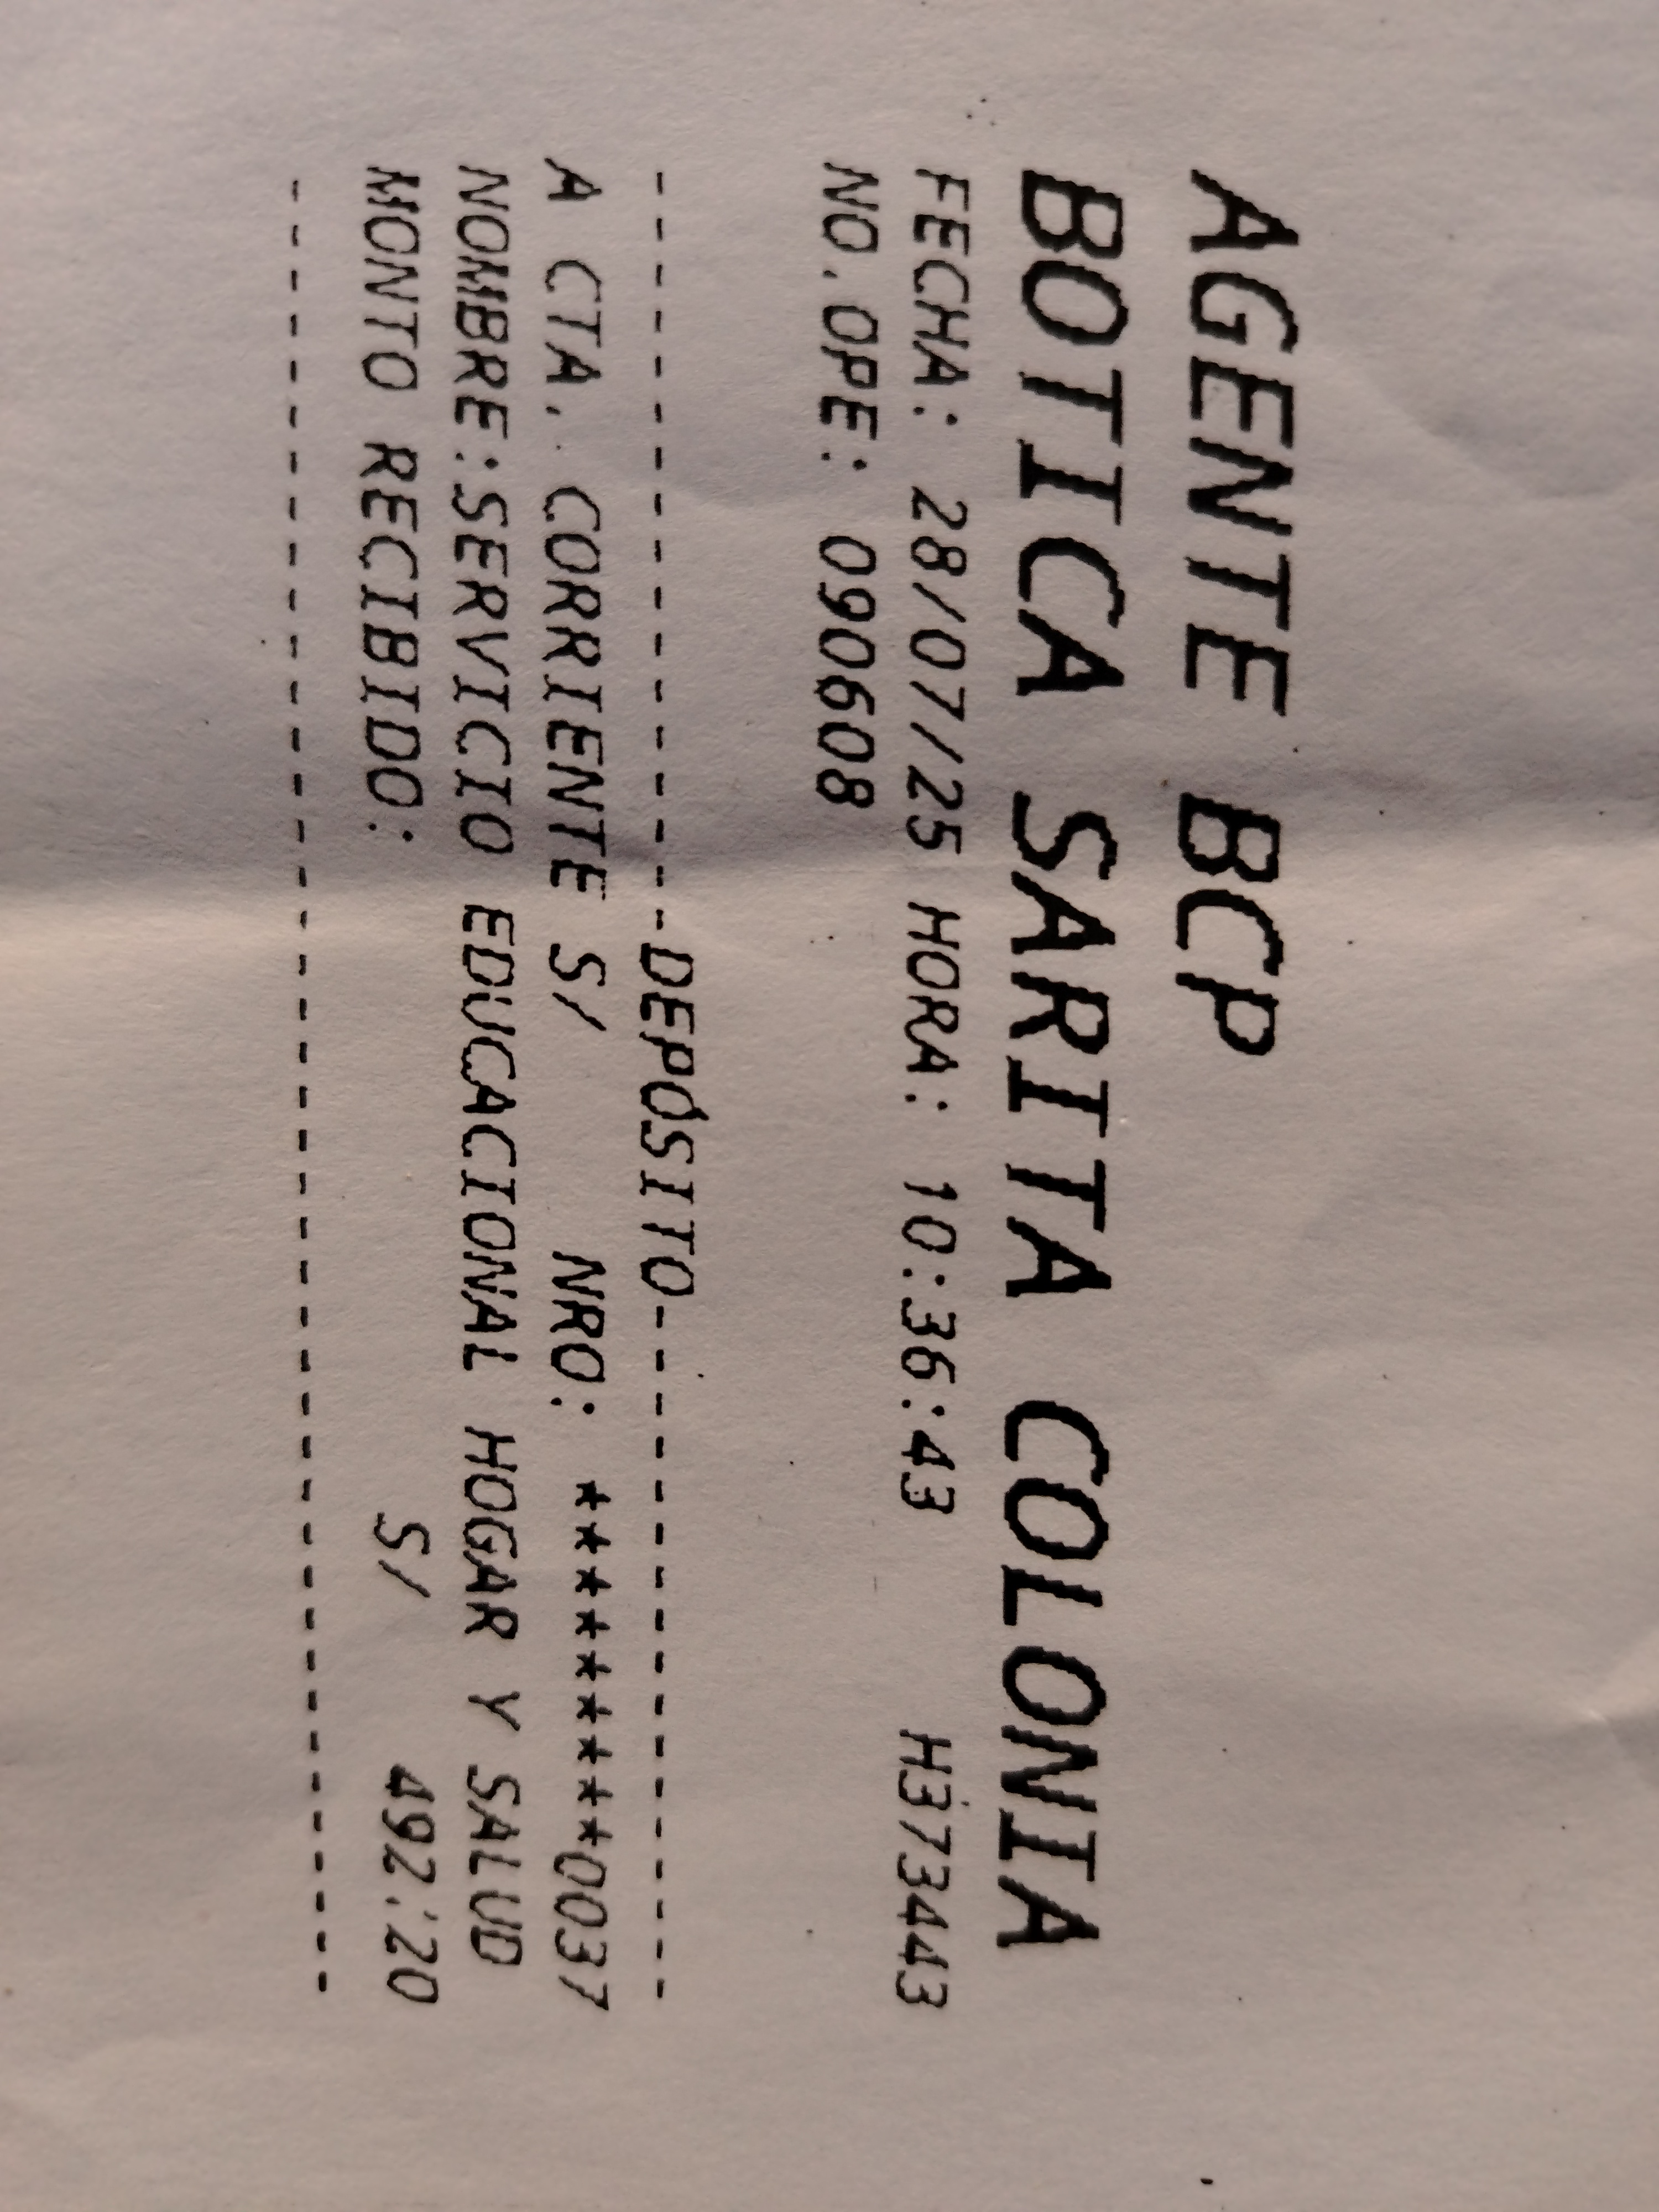 AGENTE BCP
BOTICA SARITA COLONIA
FECHA: 28/07/25 HORA: 10:36:43 H373443
NO.OPE: 090608
--------DEPÓSITO--------
A CTA. CORRIENTE S/ NRO: *********0037
NOMBRE:SERVICIO EDUCACIONAL HOGAR Y SALUD
MONTO RECIBIDO: S/ 492.20
----------------------------------------